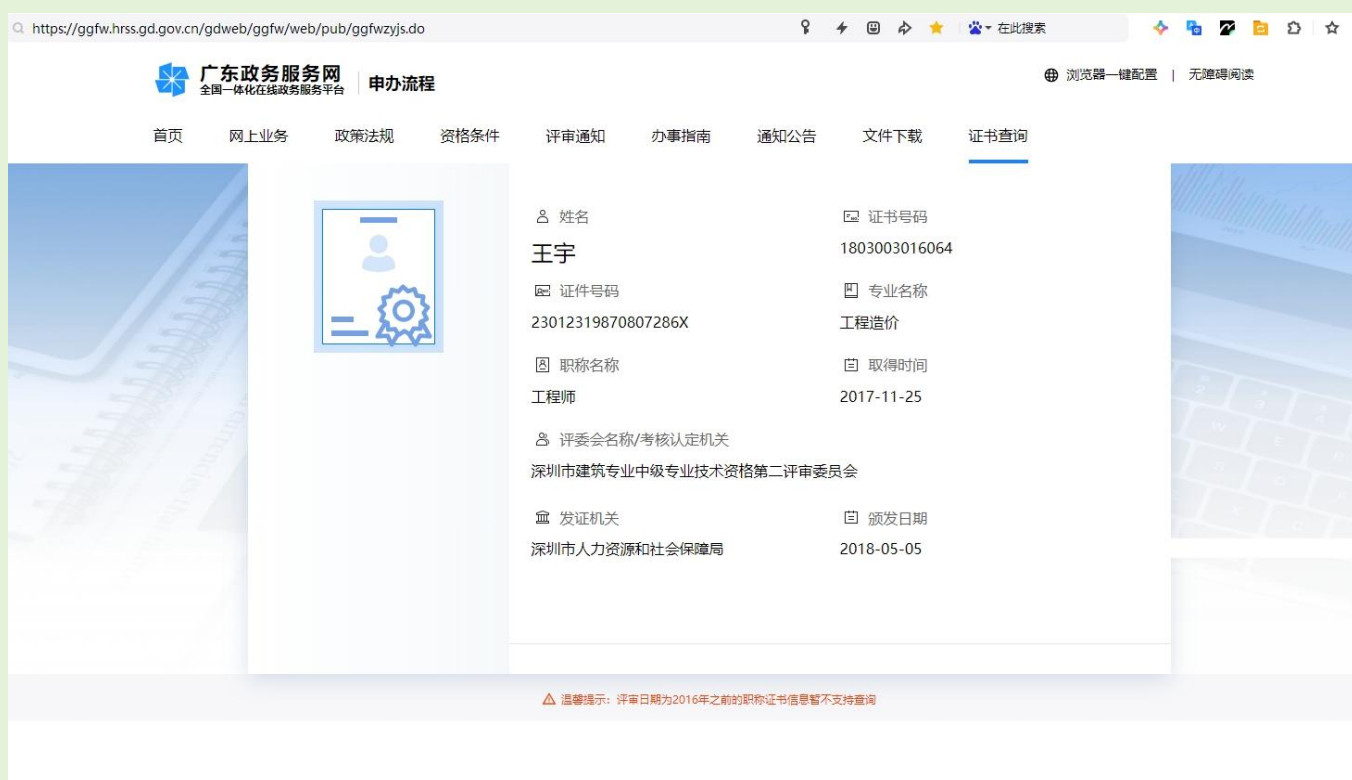 https://ggfw.hrss.gd.gov.cn/gdweb/ggfw/web/pub/ggfwzyjs.do
在此搜索
广东政务服务网
全国一体化在线政务服务平台
申办流程
浏览器一键配置 | 无障碍阅读
首页 网上业务 政策法规 资格条件 评审通知 办事指南 通知公告 文件下载 证书查询
姓名 证书号码
王宇 1803003016064
证件号码 专业名称
23012319870807286X 工程造价
职称名称 取得时间
工程师 2017-11-25
评委会名称/考核认定机关
深圳市建筑专业中级专业技术资格第二评审委员会
发证机关 颁发日期
深圳市人力资源和社会保障局 2018-05-05
温馨提示：评审日期为2016年之前的职称证书信息暂不支持查询